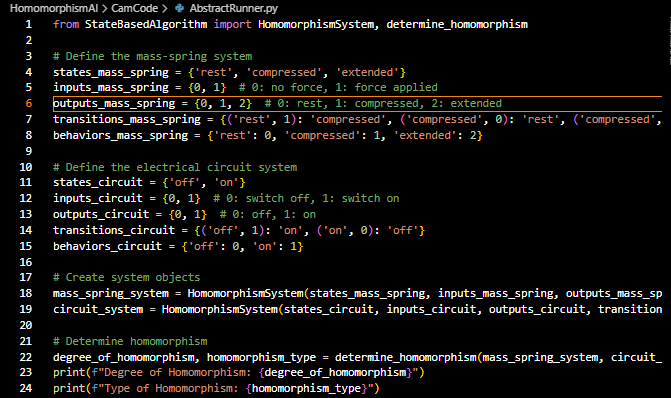 HomomorphismAI > CamCode > AbstractRunner.py
1 from StateBasedAlgorithm import HomomorphismSystem, determine_homomorphism
2
3 # Define the mass-spring system
4 states_mass_spring = {'rest', 'compressed', 'extended'}
5 inputs_mass_spring = {0, 1}  # 0: no force, 1: force applied
6 outputs_mass_spring = {0, 1, 2}  # 0: rest, 1: compressed, 2: extended
7 transitions_mass_spring = {('rest', 1): 'compressed', ('compressed', 0): 'rest', ('compressed',
8 behaviors_mass_spring = {'rest': 0, 'compressed': 1, 'extended': 2}
9
10 # Define the electrical circuit system
11 states_circuit = {'off', 'on'}
12 inputs_circuit = {0, 1}  # 0: switch off, 1: switch on
13 outputs_circuit = {0, 1}  # 0: off, 1: on
14 transitions_circuit = {('off', 1): 'on', ('on', 0): 'off'}
15 behaviors_circuit = {'off': 0, 'on': 1}
16
17 # Create system objects
18 mass_spring_system = HomomorphismSystem(states_mass_spring, inputs_mass_spring, outputs_mass_sp
19 circuit_system = HomomorphismSystem(states_circuit, inputs_circuit, outputs_circuit, transition
20
21 # Determine homomorphism
22 degree_of_homomorphism, homomorphism_type = determine_homomorphism(mass_spring_system, circuit_
23 print(f"Degree of Homomorphism: {degree_of_homomorphism}")
24 print(f"Type of Homomorphism: {homomorphism_type}")